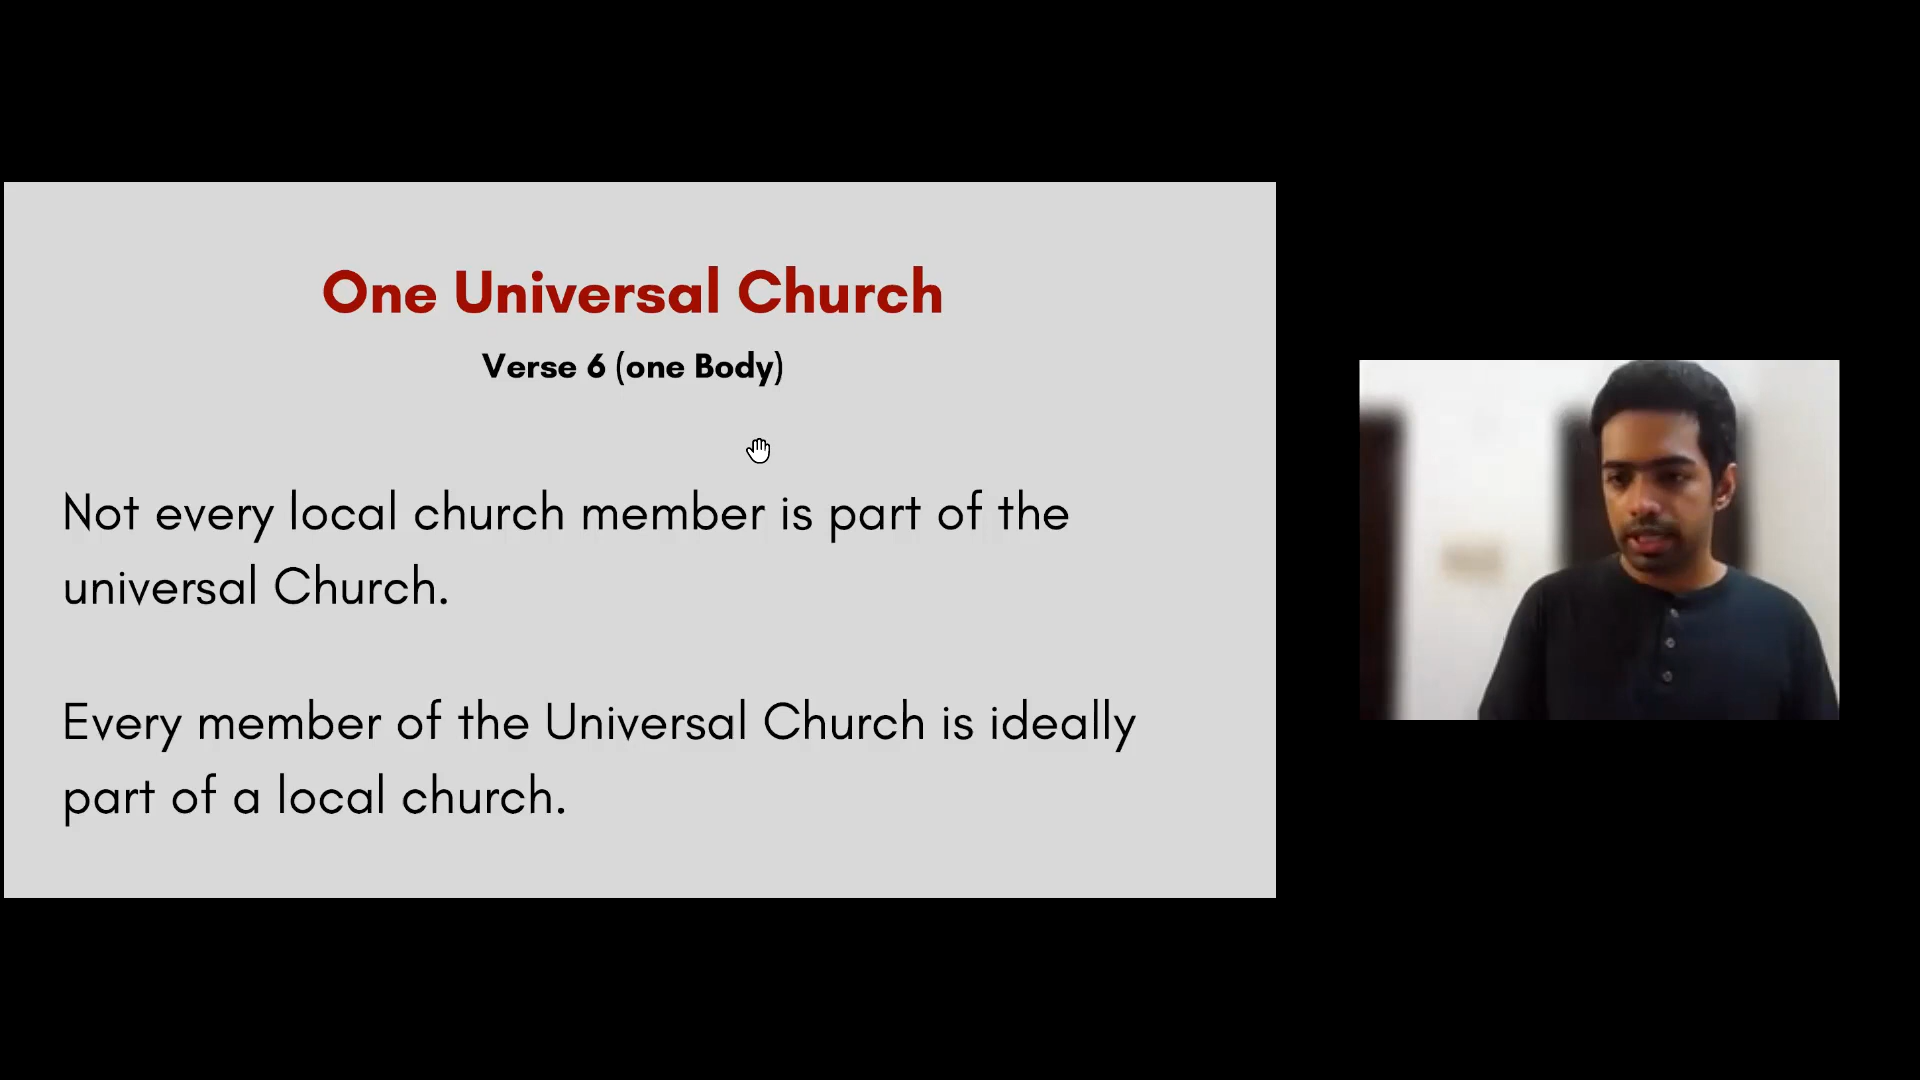 One Universal Church
Verse 6 (one Body)
Not every local church member is part of the
universal Church.
Every member of the Universal Church is ideally
part of a local church.